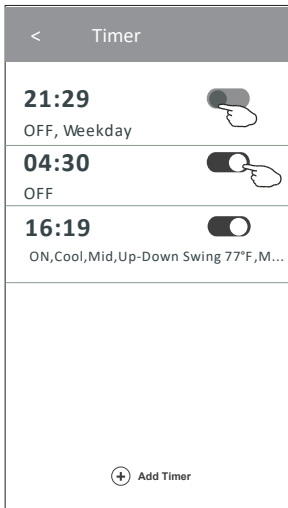 < Timer
21:29
OFF, Weekday
04:30
OFF
16:19
ON,Cool,Mid,Up-Down Swing 77°F,M...
Add Timer